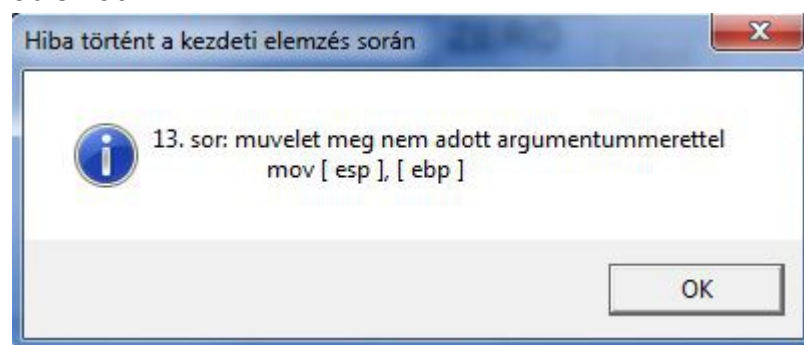 Hiba történt a kezdeti elemzés során
13. sor: muvelet meg nem adott argumentummerettel
mov [ esp ], [ ebp ]
OK